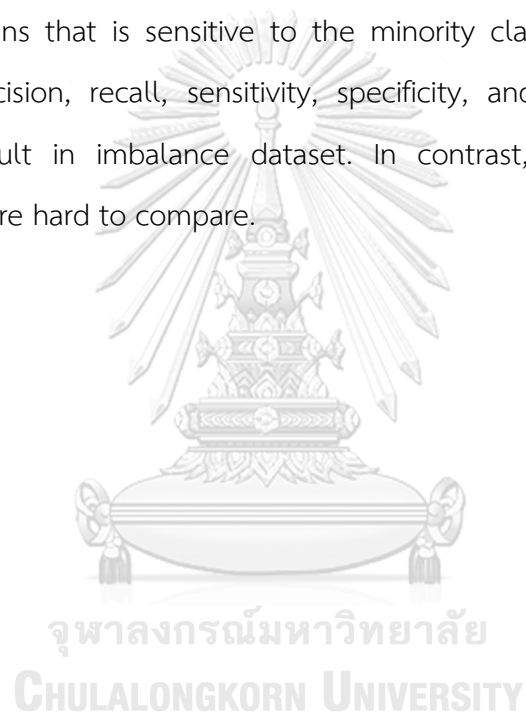 ns that is sensitive to the minority cla
cision, recall, sensitivity, specificity, and
ult in imbalance dataset. In contrast,
re hard to compare.
จุฬาลงกรณ์มหาวิทยาลัย
CHULALONGKORN UNIVERSITY